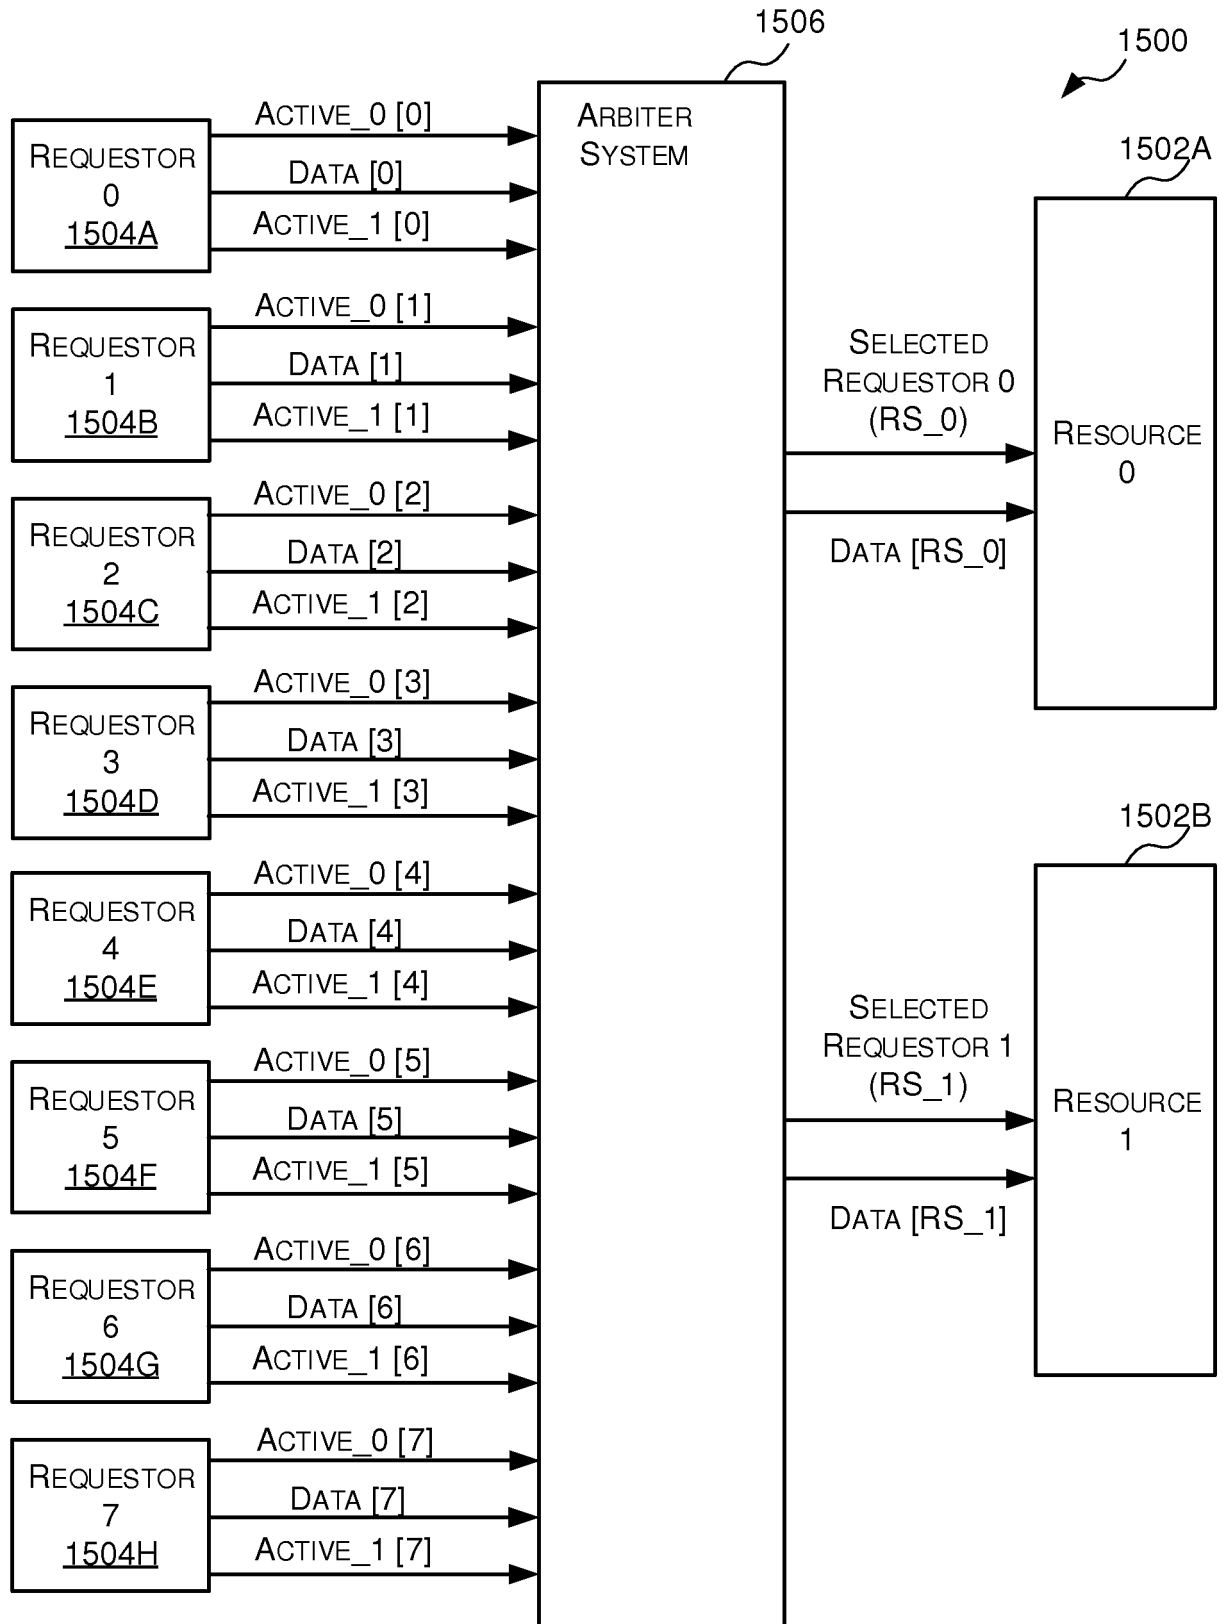 1506
1500
ARBITER
SYSTEM
REQUESTOR
0
1504A
ACTIVE_0 [0]
DATA [0]
ACTIVE_1 [0]
REQUESTOR
1
1504B
ACTIVE_0 [1]
DATA [1]
ACTIVE_1 [1]
REQUESTOR
2
1504C
ACTIVE_0 [2]
DATA [2]
ACTIVE_1 [2]
REQUESTOR
3
1504D
ACTIVE_0 [3]
DATA [3]
ACTIVE_1 [3]
REQUESTOR
4
1504E
ACTIVE_0 [4]
DATA [4]
ACTIVE_1 [4]
REQUESTOR
5
1504F
ACTIVE_0 [5]
DATA [5]
ACTIVE_1 [5]
REQUESTOR
6
1504G
ACTIVE_0 [6]
DATA [6]
ACTIVE_1 [6]
REQUESTOR
7
1504H
ACTIVE_0 [7]
DATA [7]
ACTIVE_1 [7]
SELECTED
REQUESTOR 0
(RS_0)
DATA [RS_0]
1502A
RESOURCE
0
SELECTED
REQUESTOR 1
(RS_1)
DATA [RS_1]
1502B
RESOURCE
1